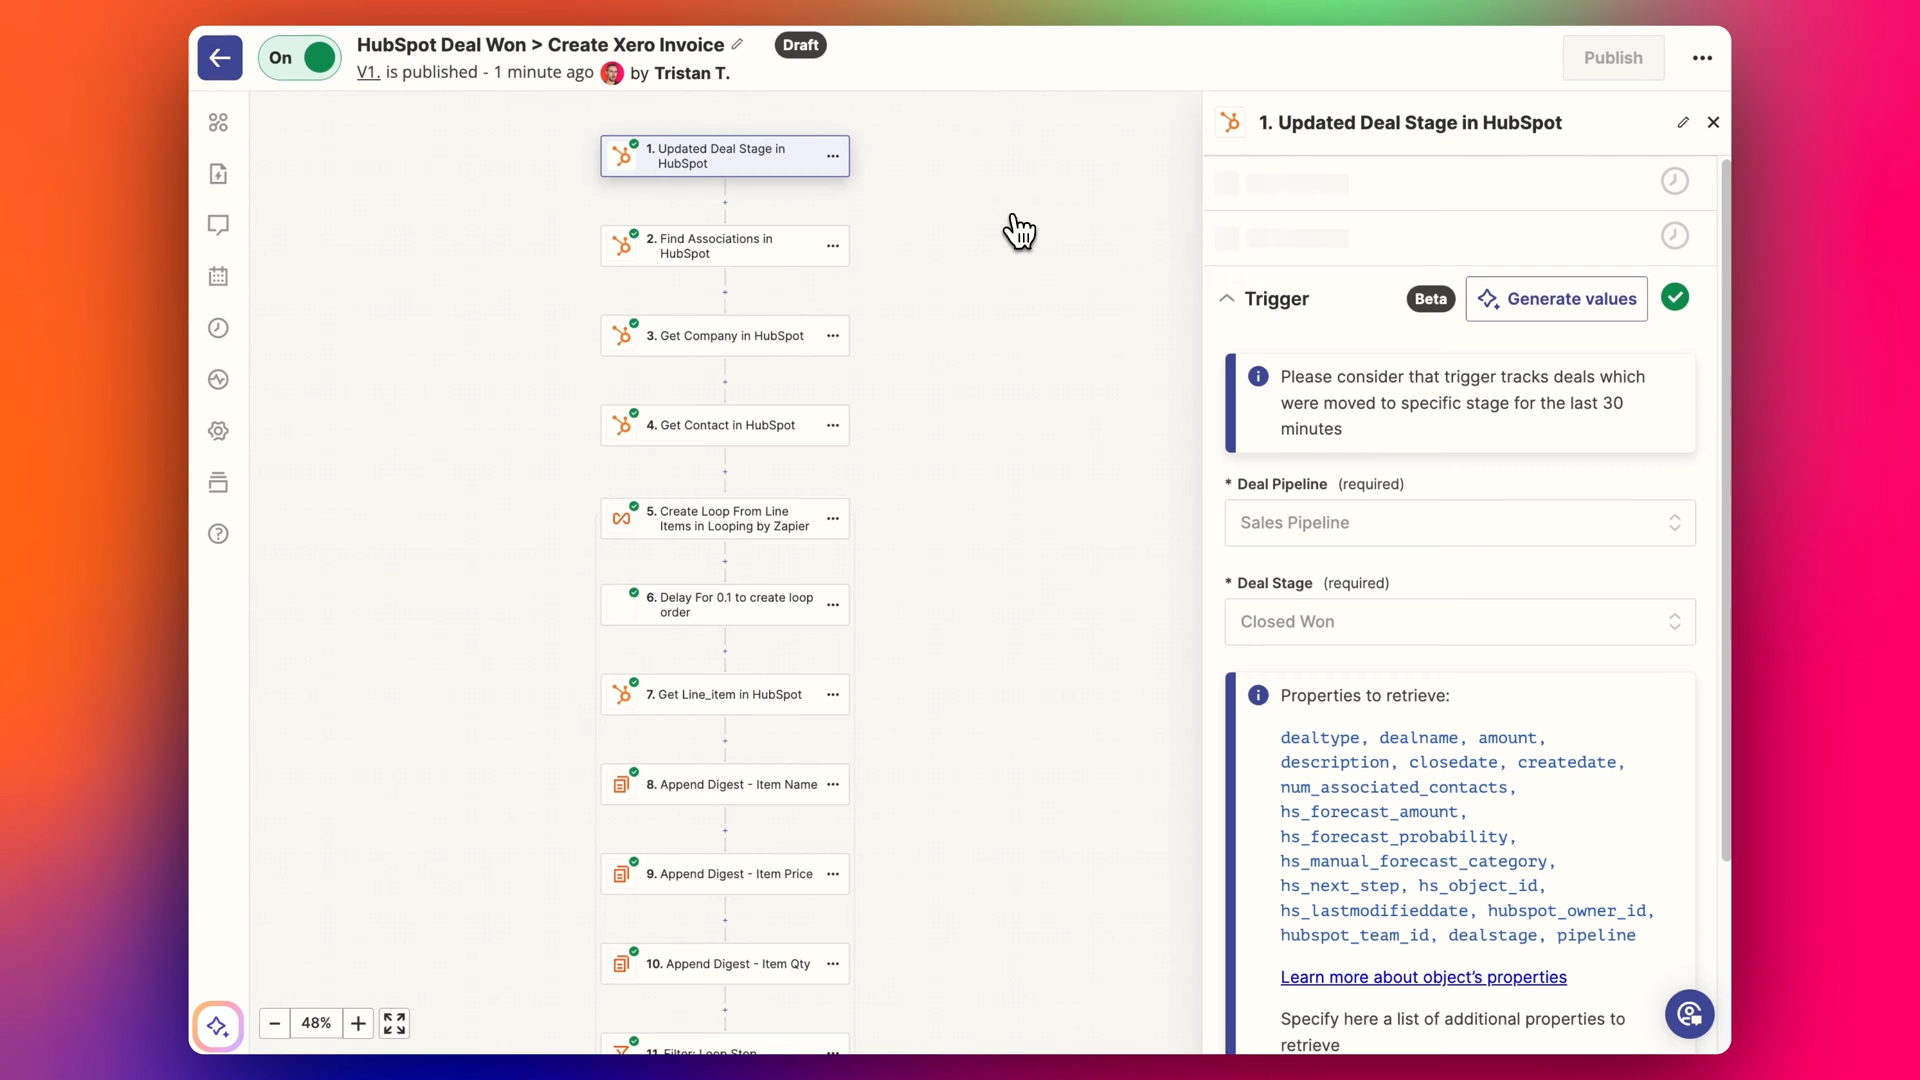 On
HubSpot Deal Won > Create Xero Invoice
Draft
V1. is published - 1 minute ago by Tristan T.
Publish
1. Updated Deal Stage in
HubSpot
2. Find Associations in
HubSpot
3. Get Company in HubSpot
4. Get Contact in HubSpot
5. Create Loop From Line
Items in Looping by Zapier
6. Delay For 0.1 to create loop
order
7. Get Line_item in HubSpot
8. Append Digest - Item Name
9. Append Digest - Item Price
10. Append Digest - Item Qty
11. Filter: Loop Stop
48%
1. Updated Deal Stage in HubSpot
Trigger
Beta
Generate values
Please consider that trigger tracks deals which
were moved to specific stage for the last 30
minutes
* Deal Pipeline (required)
Sales Pipeline
* Deal Stage (required)
Closed Won
Properties to retrieve:
dealtype, dealname, amount,
description, closedate, createdate,
num_associated_contacts,
hs_forecast_amount,
hs_forecast_probability,
hs_manual_forecast_category,
hs_next_step, hs_object_id,
hs_lastmodifieddate, hubspot_owner_id,
hubspot_team_id, dealstage, pipeline
Learn more about object's properties
Specify here a list of additional properties to
retrieve